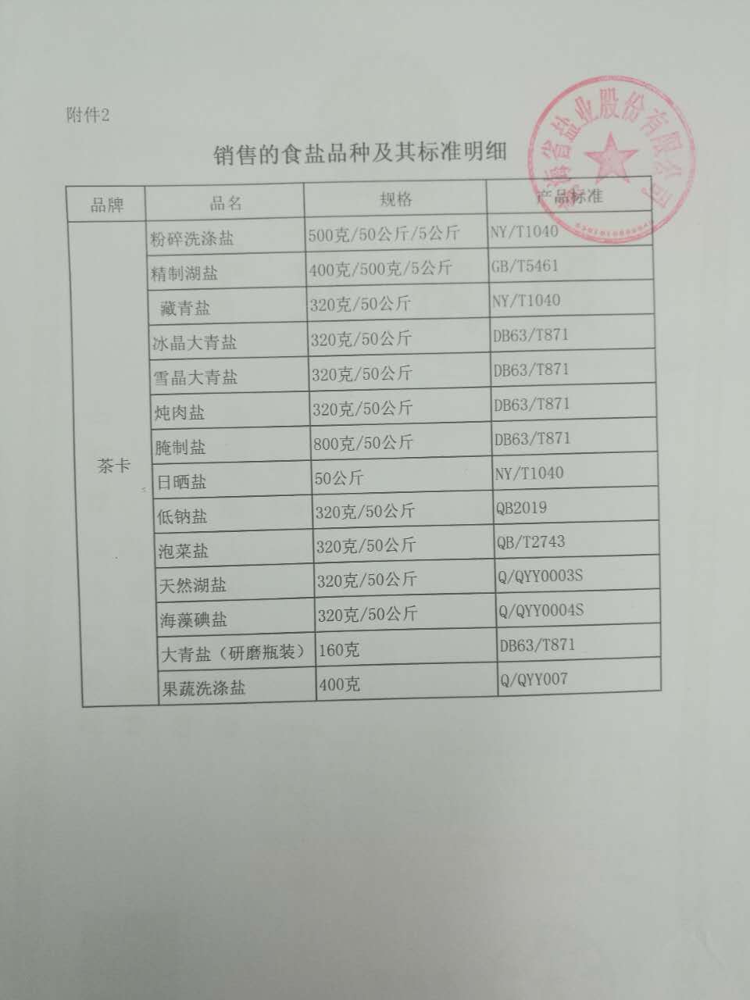 附件2
青海省盐业股份有限公司
销售的食盐品种及其标准明细
品牌 品名 规格 产品标准
茶卡
粉碎洗涤盐 500克/50公斤/5公斤 NY/T1040
精制湖盐 400克/500克/5公斤 GB/T5461
藏青盐 320克/50公斤 NY/T1040
冰晶大青盐 320克/50公斤 DB63/T871
雪晶大青盐 320克/50公斤 DB63/T871
炖肉盐 320克/50公斤 DB63/T871
腌制盐 800克/50公斤 DB63/T871
日晒盐 50公斤 NY/T1040
低钠盐 320克/50公斤 QB2019
泡菜盐 320克/50公斤 QB/T2743
天然湖盐 320克/50公斤 Q/QYY0003S
海藻碘盐 320克/50公斤 Q/QYY0004S
大青盐（研磨瓶装） 160克 DB63/T871
果蔬洗涤盐 400克 Q/QYY007